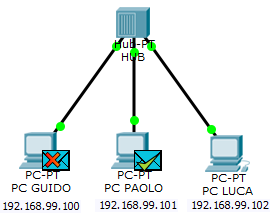 Hub-PT
HUB
PC-PT
PC GUIDO
192.168.99.100
PC-PT
PC PAOLO
192.168.99.101
PC-PT
PC LUCA
192.168.99.102